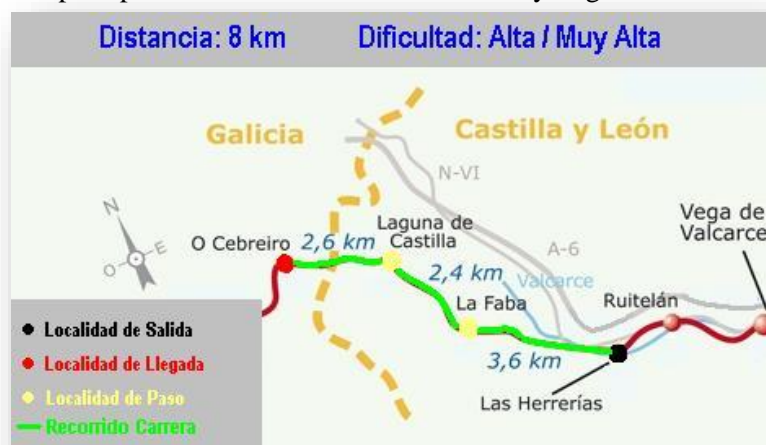 Distancia: 8 km Dificultad: Alta / Muy Alta
Galicia
Castilla y León
N-VI
Vega de
Valcarce
Laguna de
Castilla
O Cebreiro
2,6 km
A-6
2,4 km
Valcarce
N
E
O
La Faba
Ruitelán
3,6 km
Las Herrerías
Localidad de Salida
Localidad de Llegada
Localidad de Paso
Recorrido Carrera